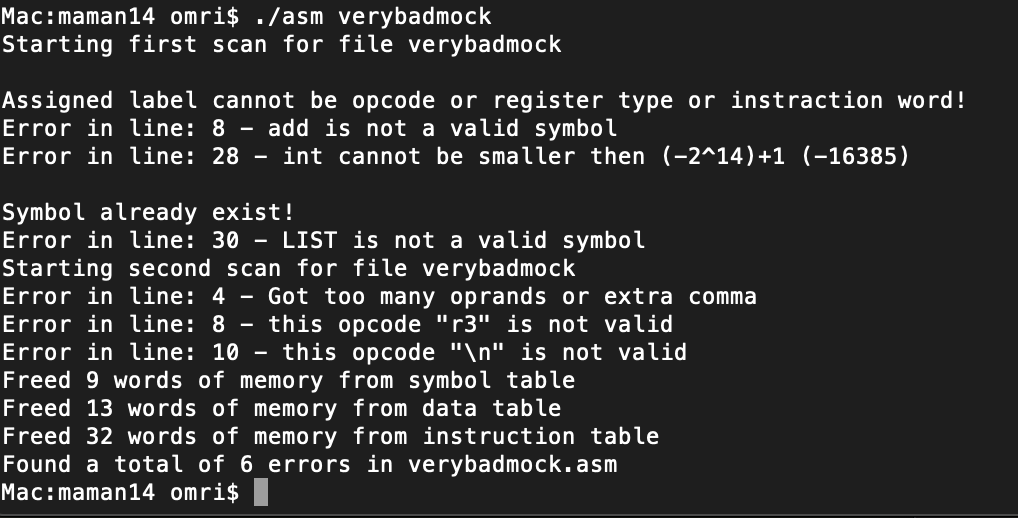 Mac:maman14 omri$ ./asm verybadmock
Starting first scan for file verybadmock
Assigned label cannot be opcode or register type or instraction word!
Error in line: 8 - add is not a valid symbol
Error in line: 28 - int cannot be smaller then (-2^14)+1 (-16385)
Symbol already exist!
Error in line: 30 - LIST is not a valid symbol
Starting second scan for file verybadmock
Error in line: 4 - Got too many oprands or extra comma
Error in line: 8 - this opcode "r3" is not valid
Error in line: 10 - this opcode "\n" is not valid
Freed 9 words of memory from symbol table
Freed 13 words of memory from data table
Freed 32 words of memory from instruction table
Found a total of 6 errors in verybadmock.asm
Mac:maman14 omri$